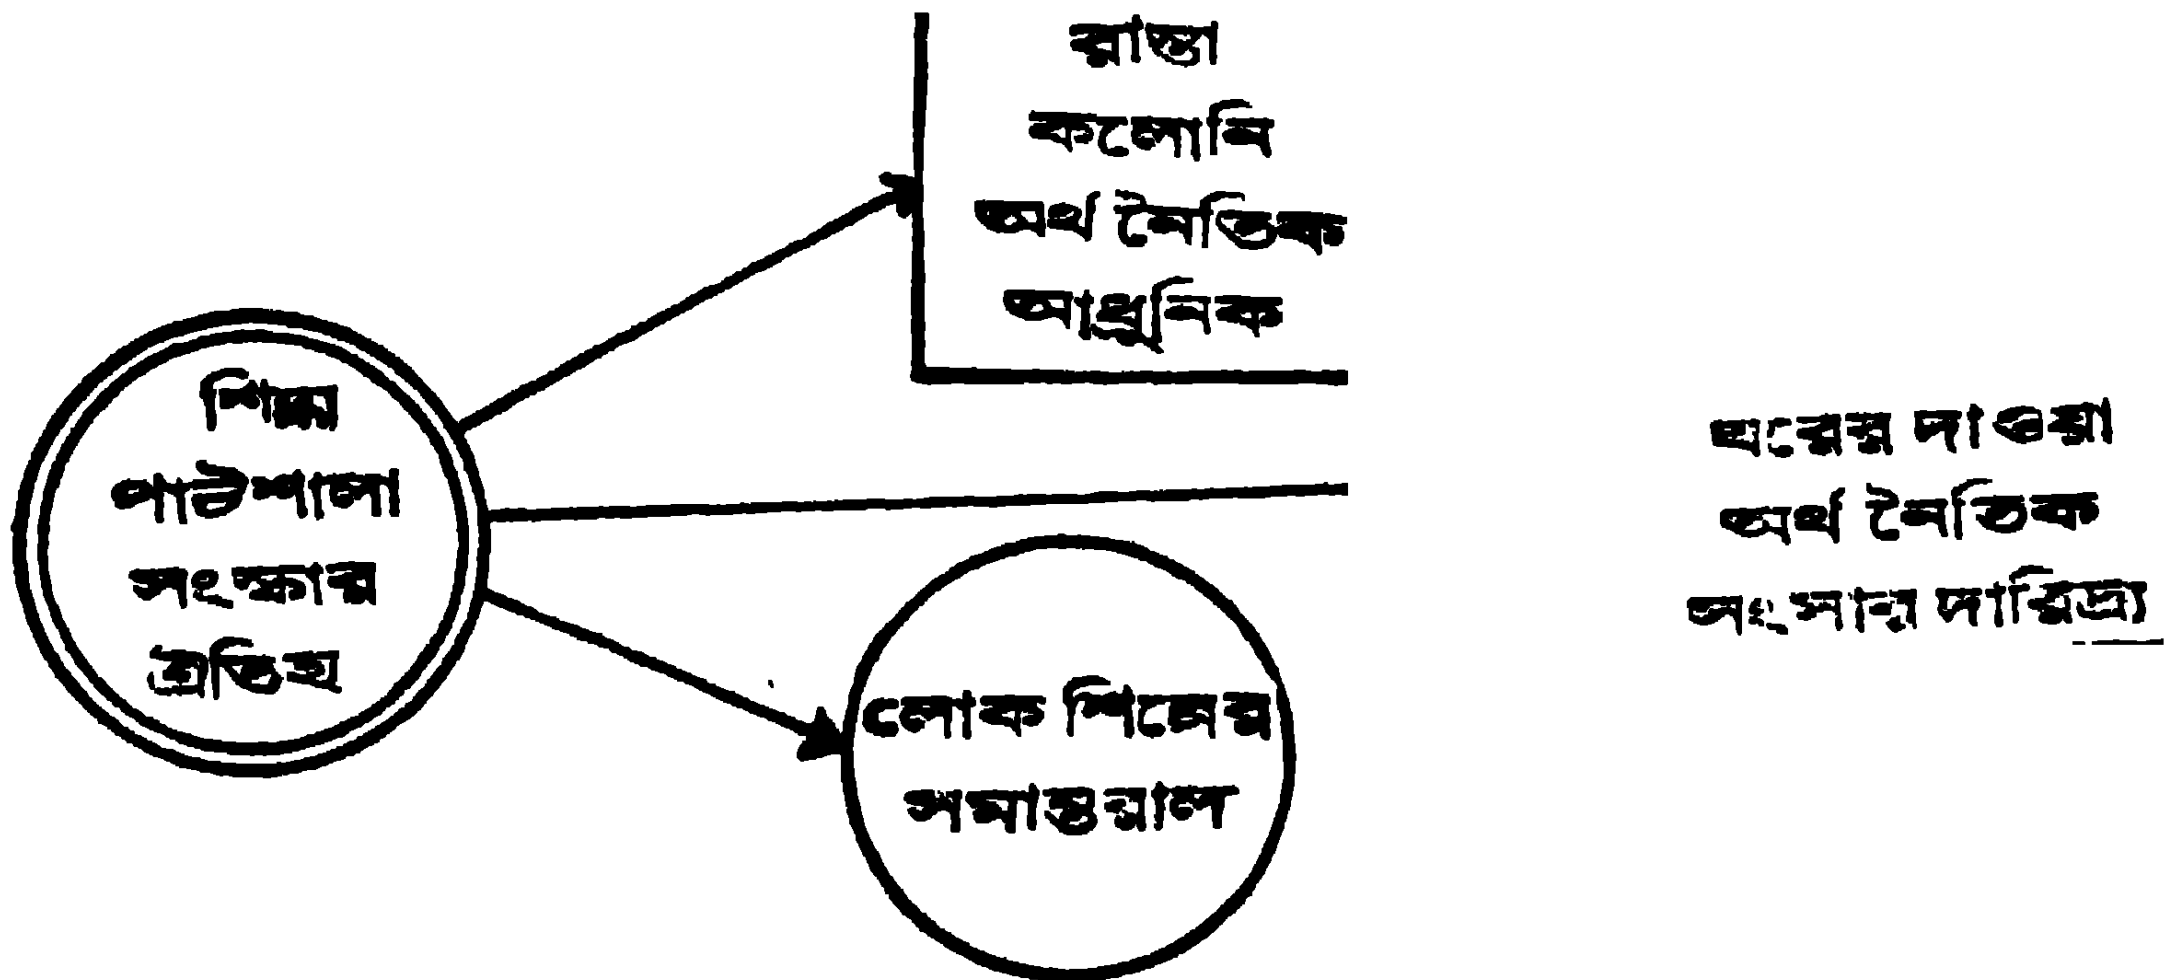 রাস্তা
কলোনি
অর্থ নৈতিক
আধুনিক
শিল্প
পাঠশালা
সংস্কার
ঐতিহ্য
ঘরের দাওয়া
অর্থ নৈতিক
সংসার দারিদ্র্য
লোক শিল্পের
সমান্তরাল